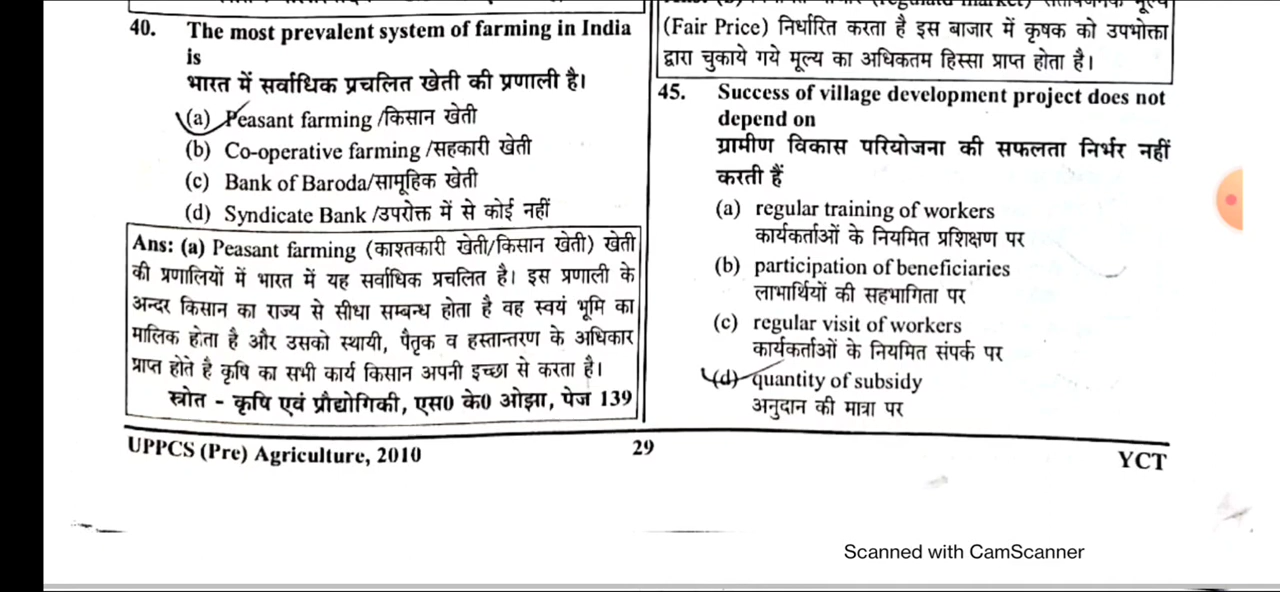 40. The most prevalent system of farming in India
is
भारत में सर्वाधिक प्रचलित खेती की प्रणाली है।
(a) Peasant farming /किसान खेती
(b) Co-operative farming /सहकारी खेती
(c) Bank of Baroda/सामूहिक खेती
(d) Syndicate Bank /उपरोक्त में से कोई नहीं
Ans: (a) Peasant farming (काश्तकारी खेती/किसान खेती) खेती
की प्रणालियों में भारत में यह सर्वाधिक प्रचलित है। इस प्रणाली के
अन्दर किसान का राज्य से सीधा सम्बन्ध होता है वह स्वयं भूमि का
मालिक होता है और उसको स्थायी, पैतृक व हस्तान्तरण के अधिकार
प्राप्त होते है कृषि का सभी कार्य किसान अपनी इच्छा से करता है।
स्त्रोत - कृषि एवं प्रौद्योगिकी, एस0 के0 ओझा, पेज 139
(Fair Price) निर्धारित करता है इस बाजार में कृषक को उपभोक्ता
द्वारा चुकाये गये मूल्य का अधिकतम हिस्सा प्राप्त होता है।
45. Success of village development project does not
depend on
ग्रामीण विकास परियोजना की सफलता निर्भर नहीं
करती हैं
(a) regular training of workers
कार्यकर्ताओं के नियमित प्रशिक्षण पर
(b) participation of beneficiaries
लाभार्थियों की सहभागिता पर
(c) regular visit of workers
कार्यकर्ताओं के नियमित संपर्क पर
(d) quantity of subsidy
अनुदान की मात्रा पर
UPPCS (Pre) Agriculture, 2010
29
YCT
Scanned with CamScanner